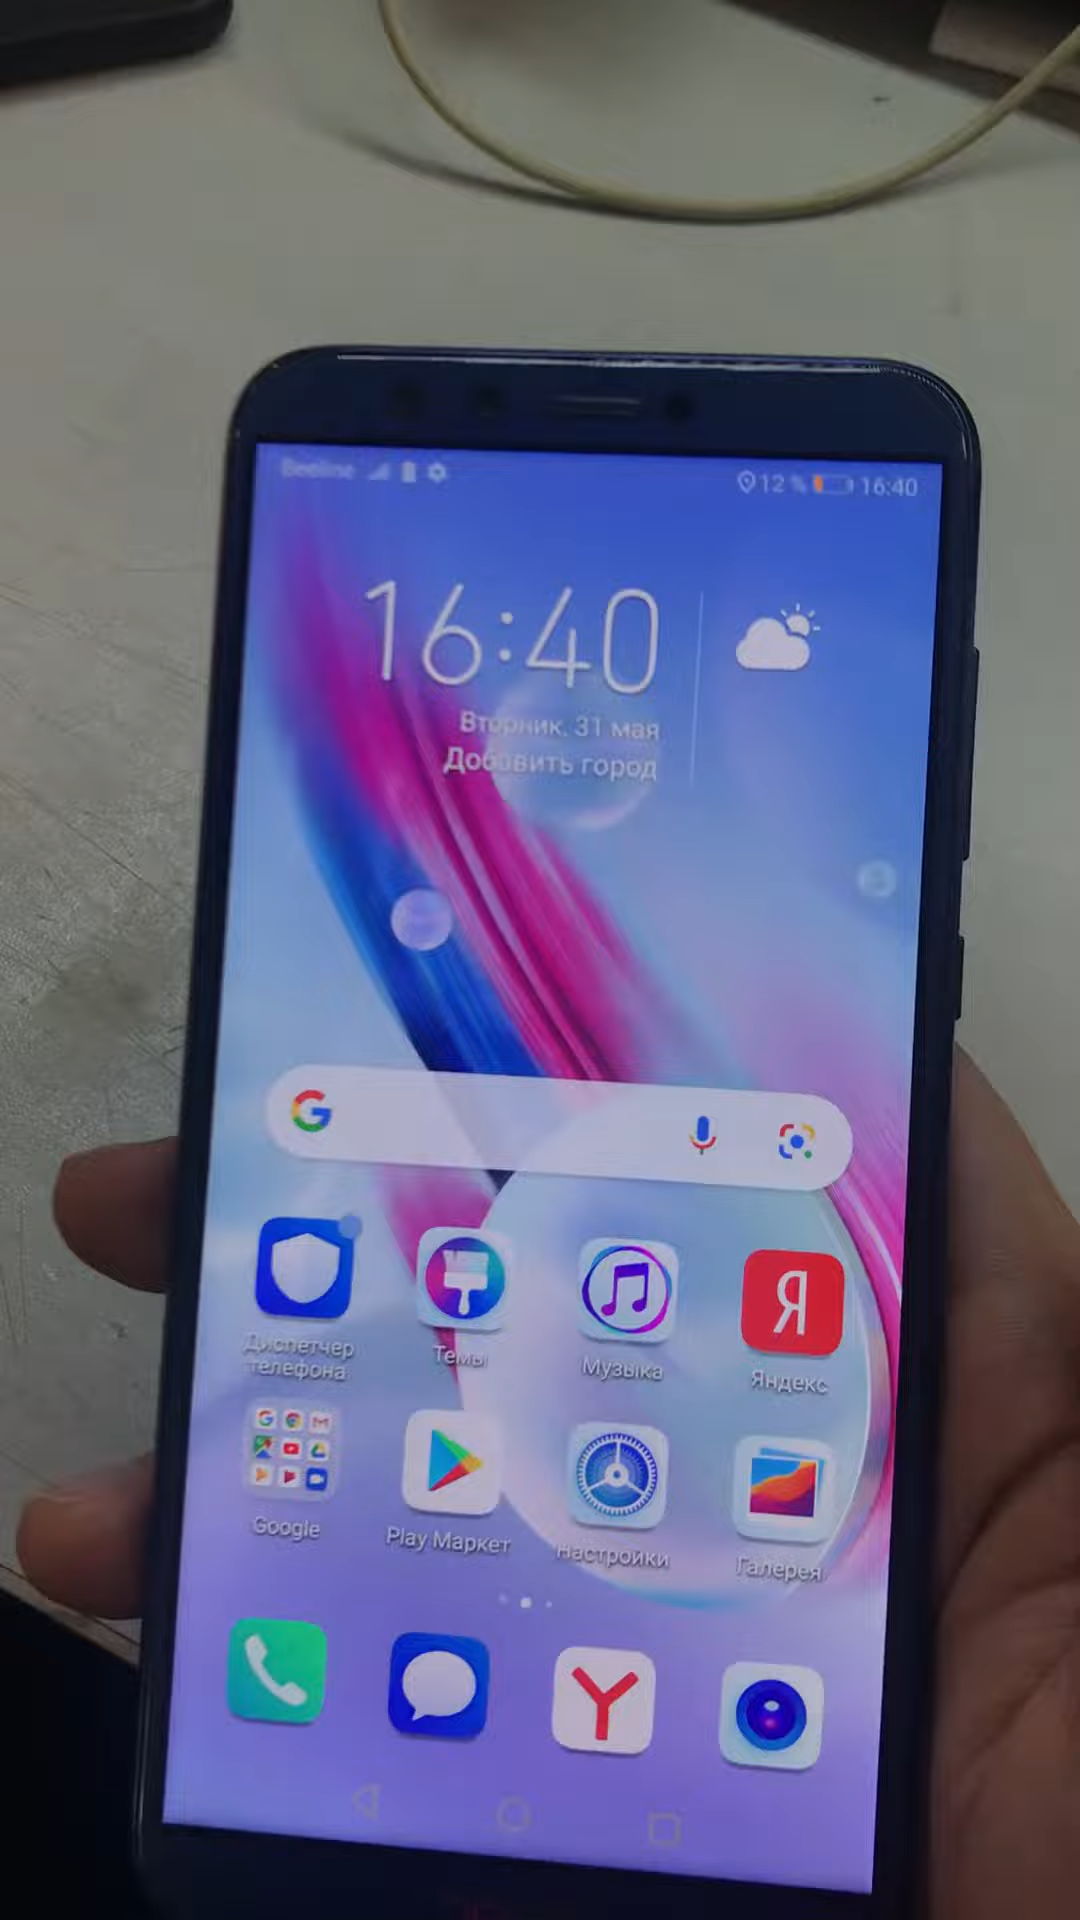 Beeline 12 % 16:40
16:40
Вторник, 31 мая
Добавить город
G
Диспетчер телефона
Темы
Музыка
Я
Яндекс
Google
Play Маркет
Настройки
Галерея
Y